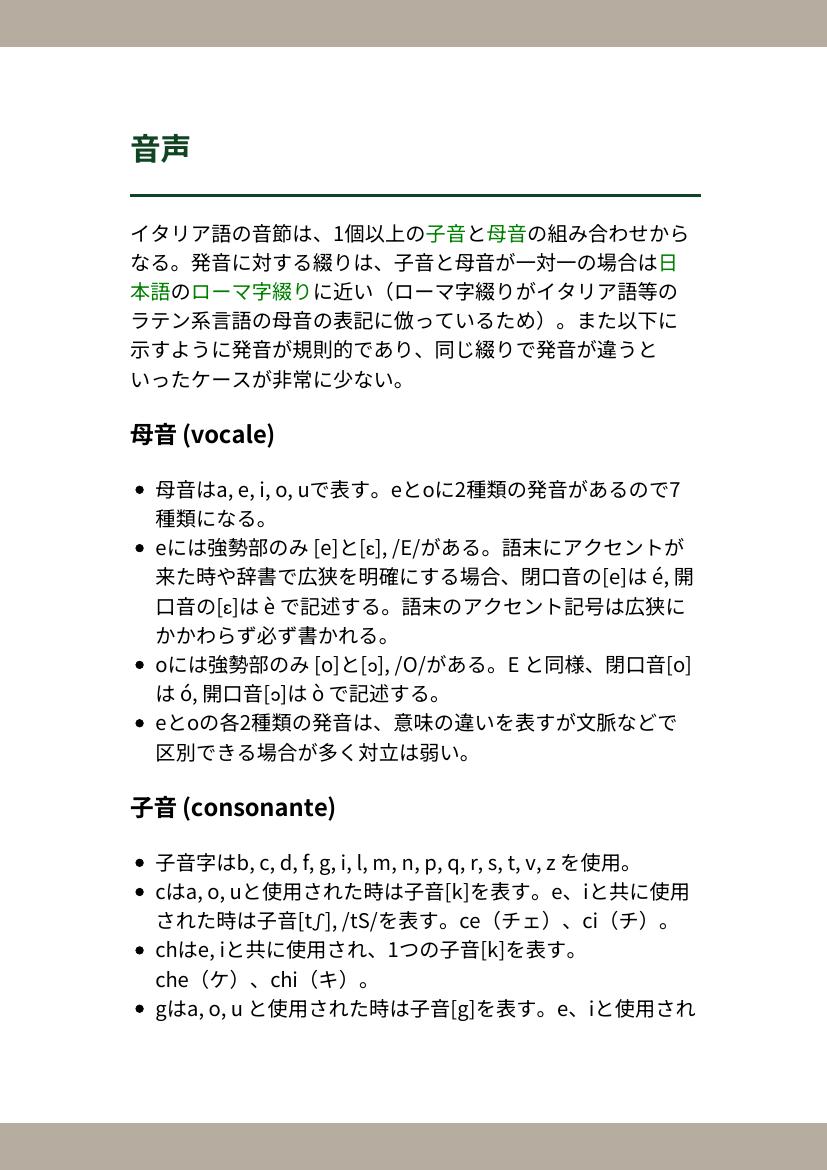 音声
イタリア語の音節は、1個以上の子音と母音の組み合わせから
なる。発音に対する綴りは、子音と母音が一対一の場合は日
本語のローマ字綴りに近い（ローマ字綴りがイタリア語等の
ラテン系言語の母音の表記に倣っているため）。また以下に
示すように発音が規則的であり、同じ綴りで発音が違うと
いったケースが非常に少ない。
母音 (vocale)
• 母音はa, e, i, o, uで表す。eとoに2種類の発音があるので7
種類になる。
• eには強勢部のみ [e]と[ɛ], /E/がある。語末にアクセントが
来た時や辞書で広狭を明確にする場合、閉口音の[e]は é, 開
口音の[ɛ]は è で記述する。語末のアクセント記号は広狭に
かかわらず必ず書かれる。
• oには強勢部のみ [o]と[ɔ], /O/がある。E と同様、閉口音[o]
は ó, 開口音[ɔ]は ò で記述する。
• eとoの各2種類の発音は、意味の違いを表すが文脈などで
区別できる場合が多く対立は弱い。
子音 (consonante)
• 子音字はb, c, d, f, g, i, l, m, n, p, q, r, s, t, v, z を使用。
• cはa, o, uと使用された時は子音[k]を表す。e、iと共に使用
された時は子音[tʃ], /tS/を表す。ce（チェ）、ci（チ）。
• chはe, iと共に使用され、1つの子音[k]を表す。
che（ケ）、chi（キ）。
• gはa, o, u と使用された時は子音[g]を表す。e、iと使用され